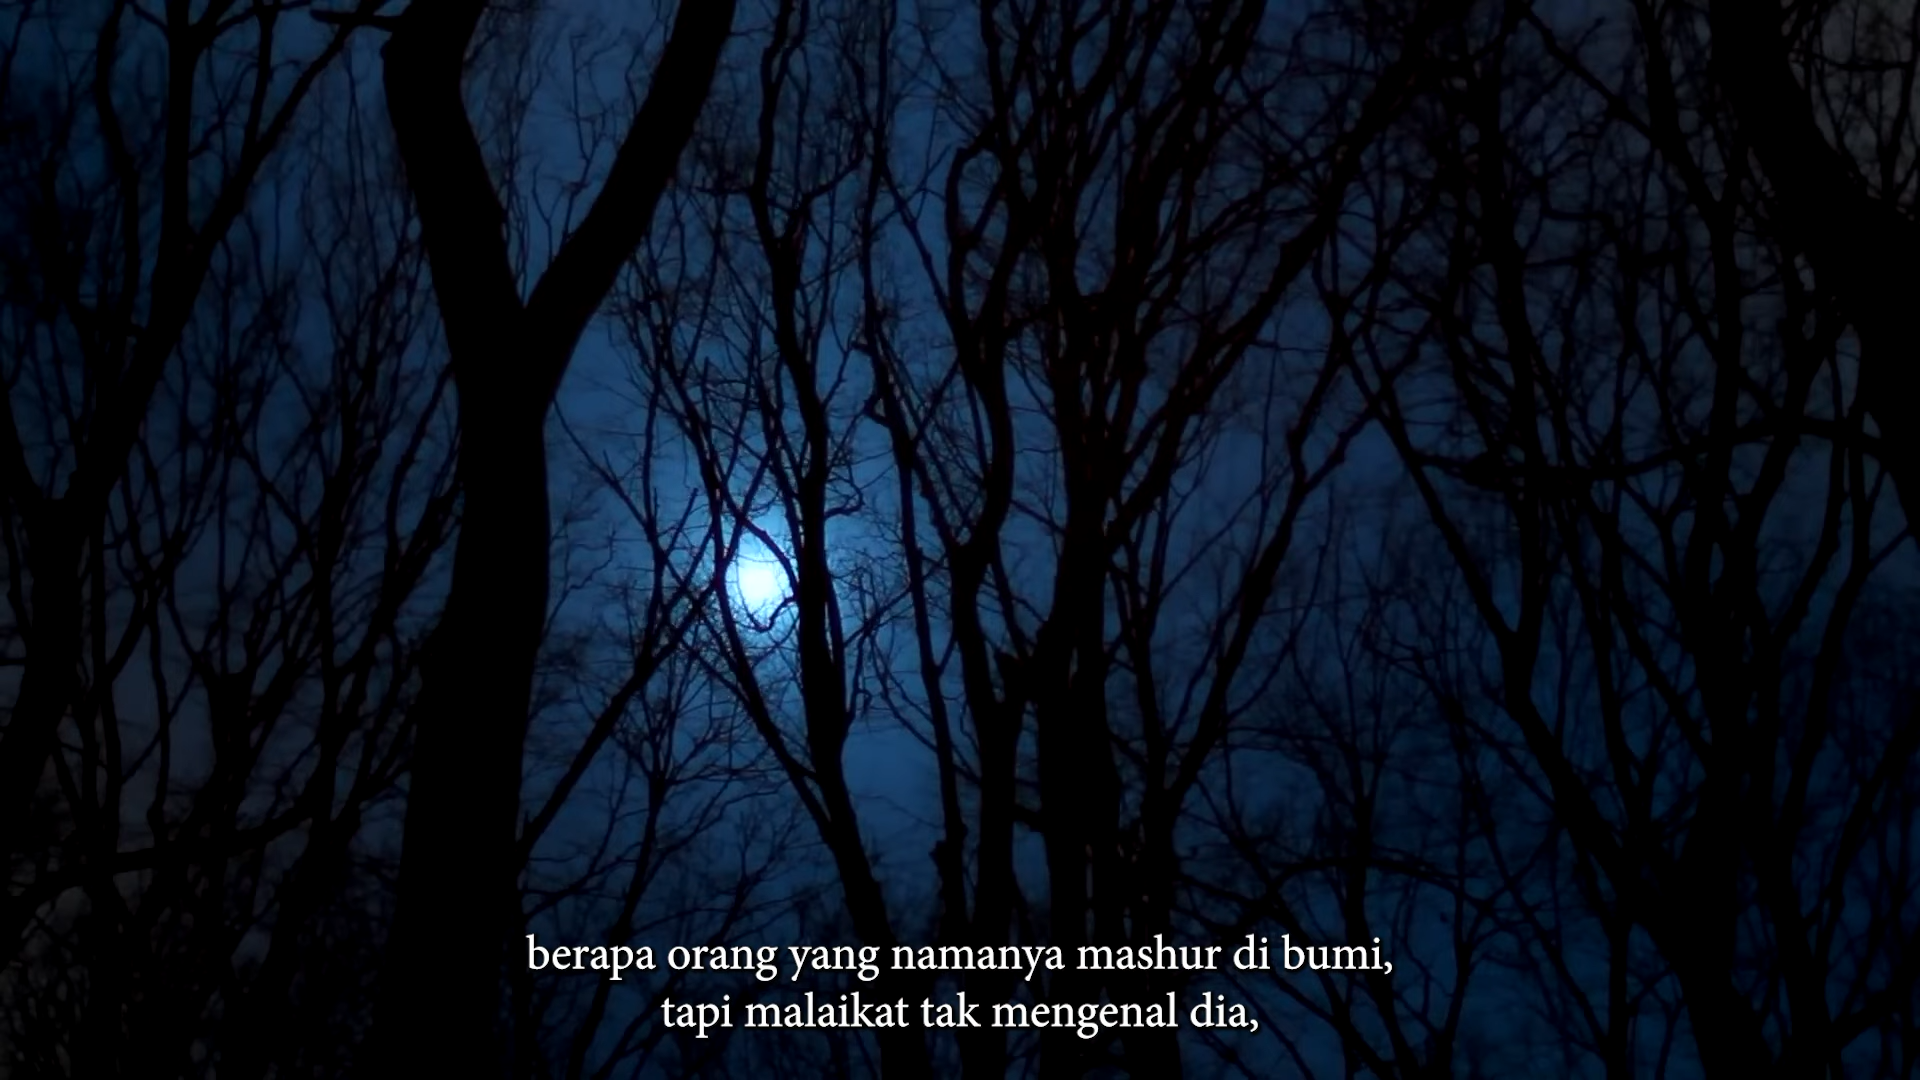 berapa orang yang namanya mashur di bumi,
tapi malaikat tak mengenal dia,